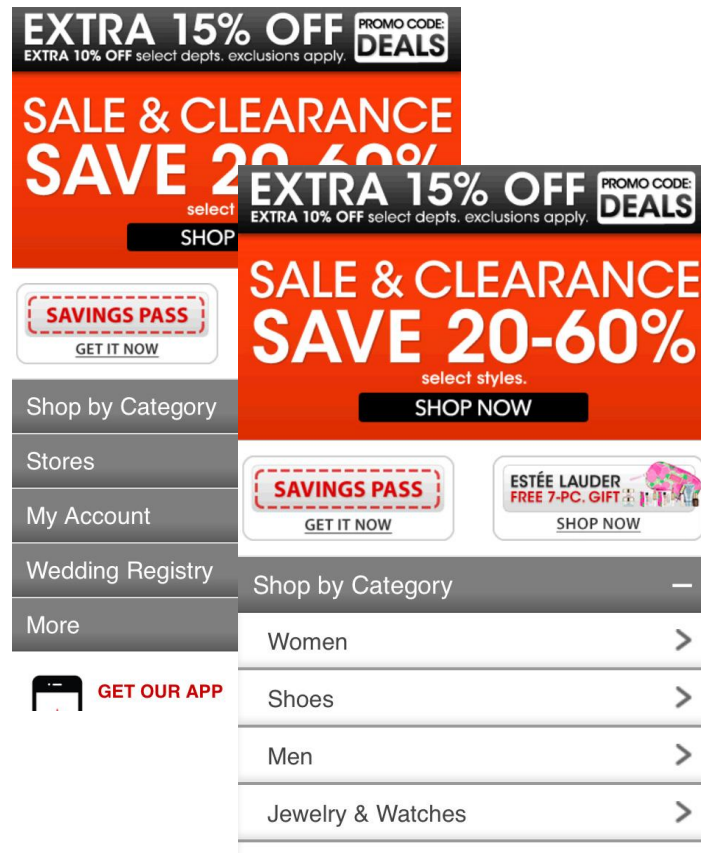 EXTRA 15% OFF
PROMO CODE:
DEALS
EXTRA 10% OFF select depts. exclusions apply.
SALE & CLEARANCE
SAVE 20-60%
select
SHOP
SAVINGS PASS
GET IT NOW
Shop by Category
Stores
My Account
Wedding Registry
More
GET OUR APP
EXTRA 15% OFF
PROMO CODE:
DEALS
EXTRA 10% OFF select depts. exclusions apply.
SALE & CLEARANCE
SAVE 20-60%
select styles.
SHOP NOW
SAVINGS PASS
GET IT NOW
ESTÉE LAUDER
FREE 7-PC. GIFT
SHOP NOW
Shop by Category
Women
Shoes
Men
Jewelry & Watches